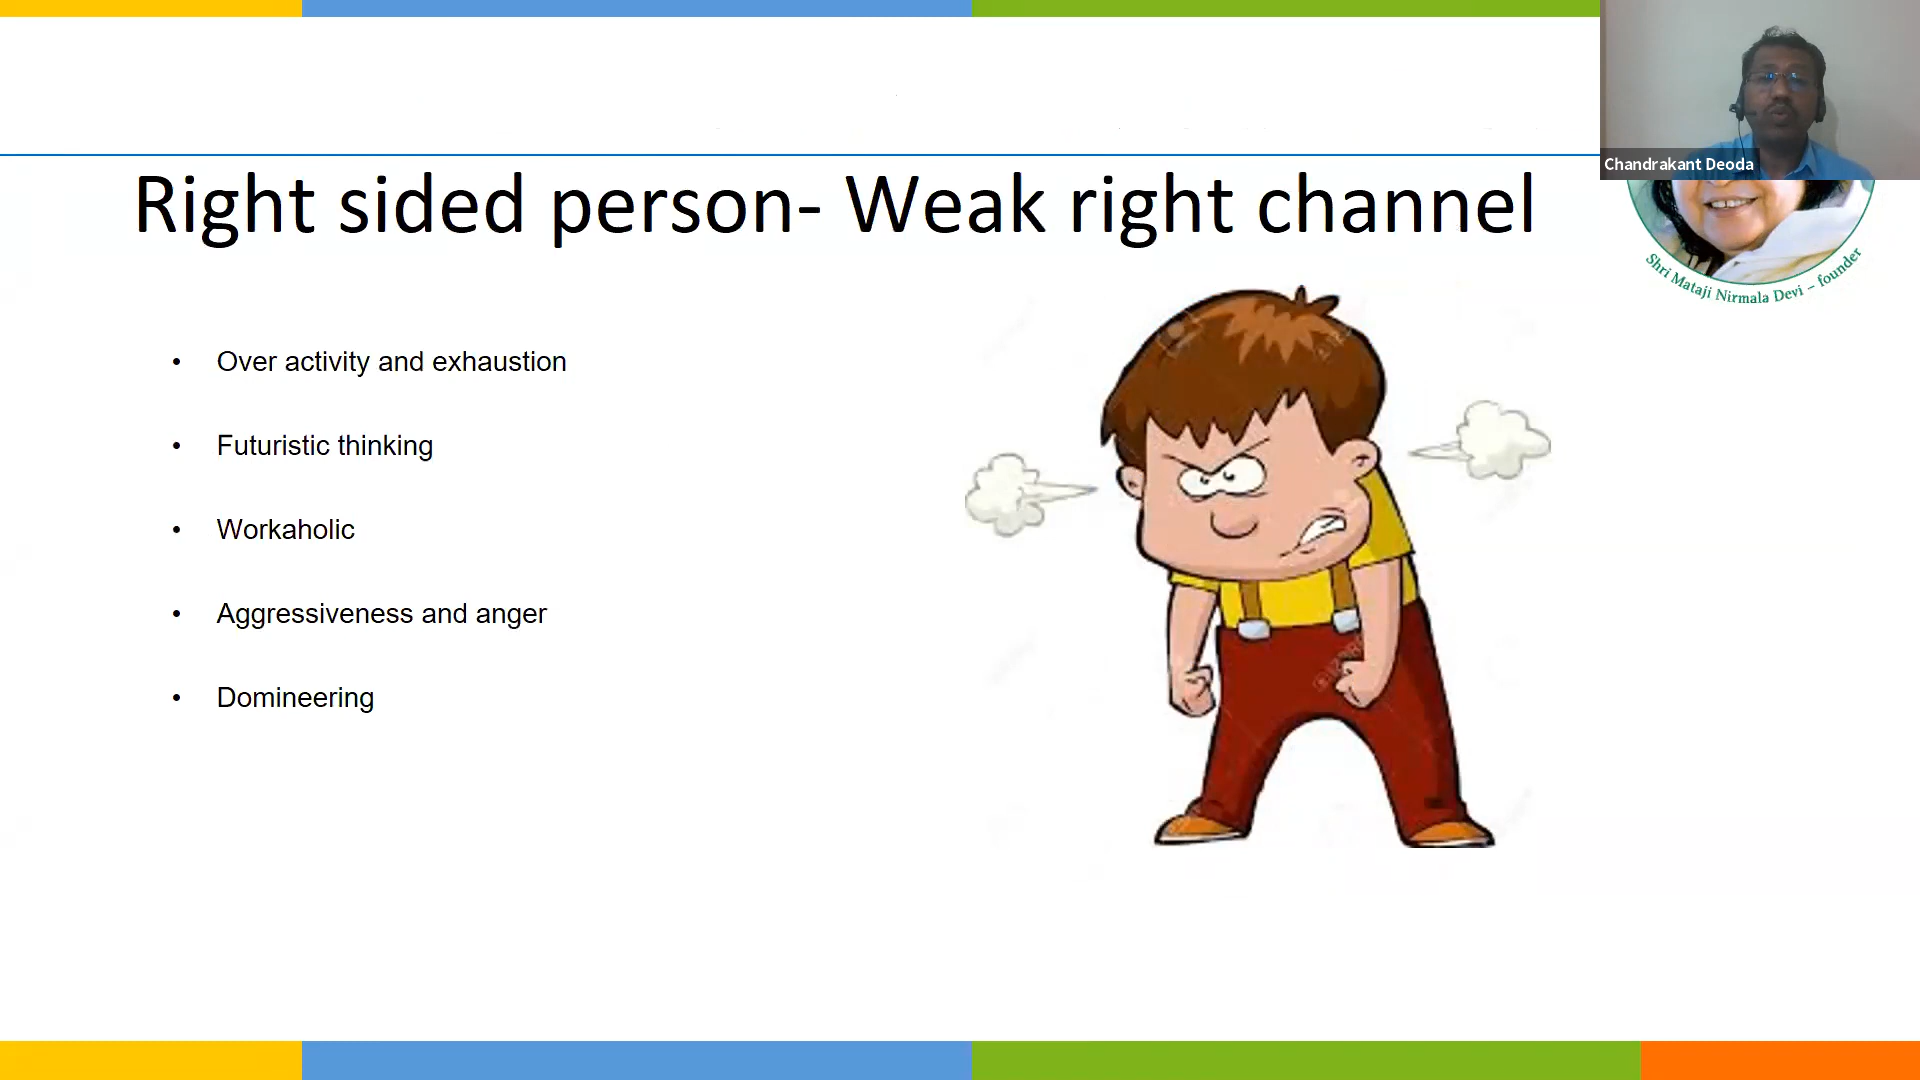 Chandrakant Deoda
Right sided person- Weak right channel
Shri Mataji Nirmala Devi – founder
• Over activity and exhaustion
• Futuristic thinking
• Workaholic
• Aggressiveness and anger
• Domineering